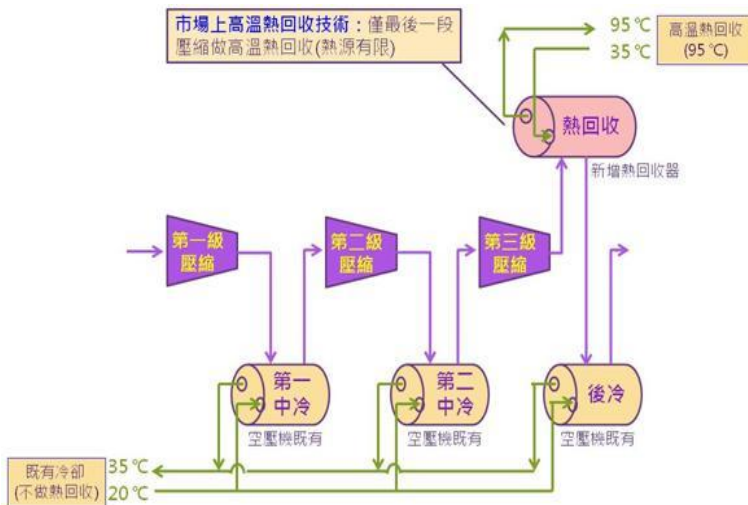 市場上高溫熱回收技術：僅最後一段
壓縮做高溫熱回收(熱源有限)
95 ℃
35 ℃
高溫熱回收
(95 ℃)
熱回收
新增熱回收器
第一級
壓縮
第二級
壓縮
第三級
壓縮
第一
中冷
第二
中冷
後冷
空壓機既有
空壓機既有
空壓機既有
既有冷卻
(不做熱回收)
35 ℃
20 ℃